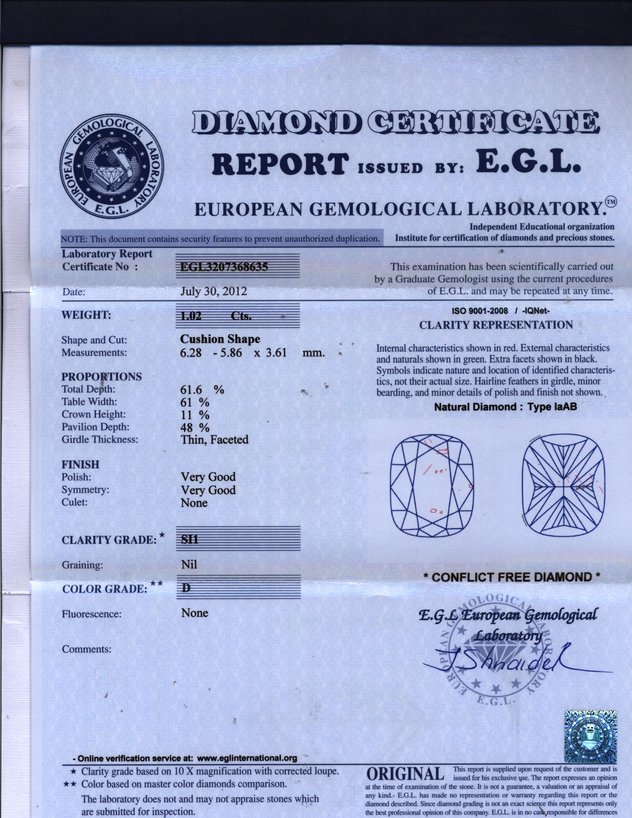 EUROPEAN GEMOLOGICAL LABORATORY
E.G.L.
DIAMOND CERTIFICATE
REPORT ISSUED BY: E.G.L.
EUROPEAN GEMOLOGICAL LABORATORY.™
Independent Educational organization
NOTE: This document contains security features to prevent unauthorized duplication.
Institute for certification of diamonds and precious stones.
Laboratory Report
Certificate No : EGL3207368635
Date: July 30, 2012
WEIGHT: 1.02 Cts.
Shape and Cut: Cushion Shape
Measurements: 6.28 - 5.86 x 3.61 mm.
PROPORTIONS
Total Depth: 61.6 %
Table Width: 61 %
Crown Height: 11 %
Pavilion Depth: 48 %
Girdle Thickness: Thin, Faceted
FINISH
Polish: Very Good
Symmetry: Very Good
Culet: None
CLARITY GRADE: ★ SI1
Graining: Nil
COLOR GRADE: ★★ D
Fluorescence: None
Comments:
This examination has been scientifically carried out
by a Graduate Gemologist using the current procedures
of E.G.L. and may be repeated at any time.
ISO 9001-2008 / -IQNet-
CLARITY REPRESENTATION
Internal characteristics shown in red. External characteristics
and naturals shown in green. Extra facets shown in black.
Symbols indicate nature and location of identified characteris-
tics, not their actual size. Hairline feathers in girdle, minor
bearding, and minor details of polish and finish not shown.
Natural Diamond : Type IaAB
* CONFLICT FREE DIAMOND *
E.G.L European Gemological
Laboratory
EUROPEAN GEMOLOGICAL LABORATORY
E.G.L.
- Online verification service at: www.eglinternational.org
★ Clarity grade based on 10 X magnification with corrected loupe.
★★ Color based on master color diamonds comparison.
The laboratory does not and may not appraise stones which
are submitted for inspection.
ORIGINAL This report is supplied upon request of the customer and is
issued for his exclusive use. The report expresses an opinion
at the time of examination of the stone. It is not a guarantee, a valuation or an appraisal of
any kind.- E.G.L. has made no representation or warranty regarding this report or the
diamond described. Since diamond grading is not an exact science this report represents only
the best professional opinion of this company. E.G.L. is in no case responsible for differences